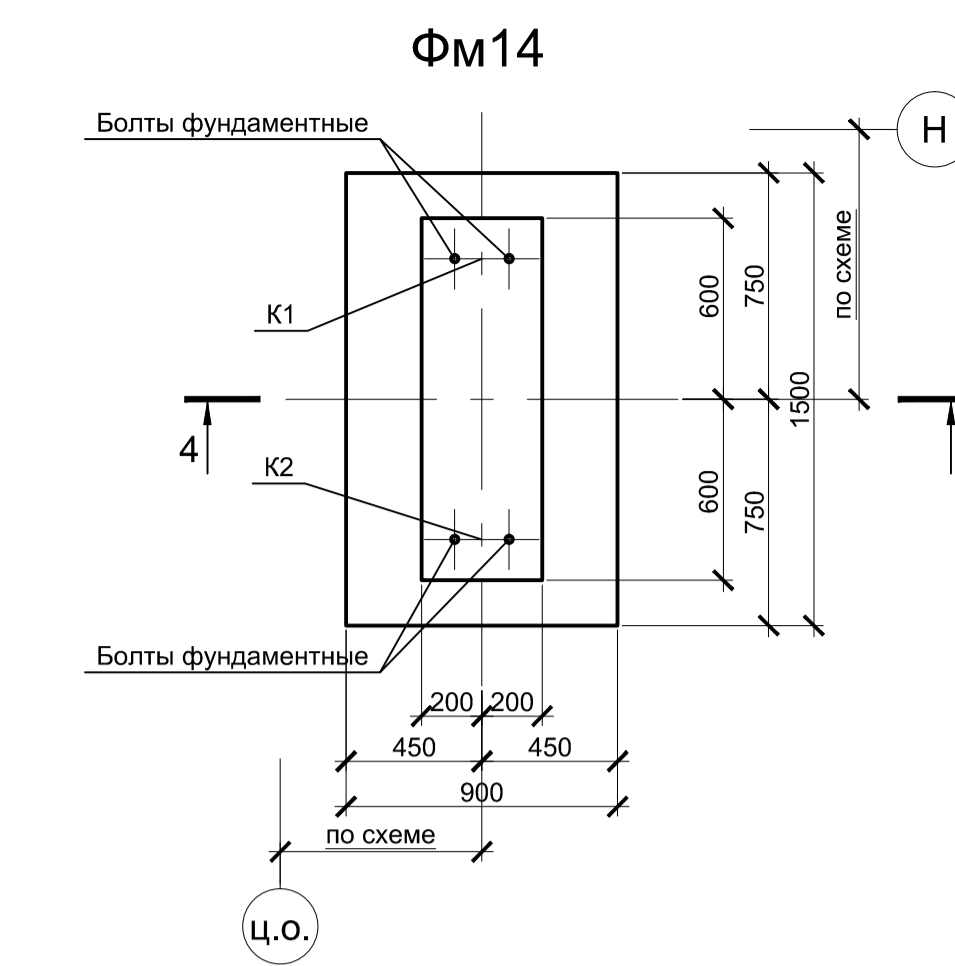 Фм14
Болты фундаментные
Н
по схеме
600
750
К1
1500
4
К2
600
750
Болты фундаментные
200 200
450 450
900
по схеме
ц.о.